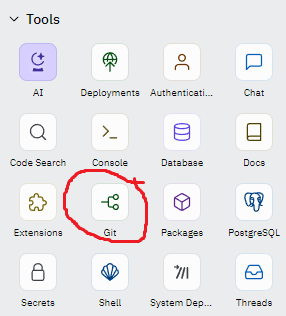 Tools
AI Deployments Authenticati... Chat
Code Search Console Database Docs
Extensions Git Packages PostgreSQL
Secrets Shell System Dep... Threads